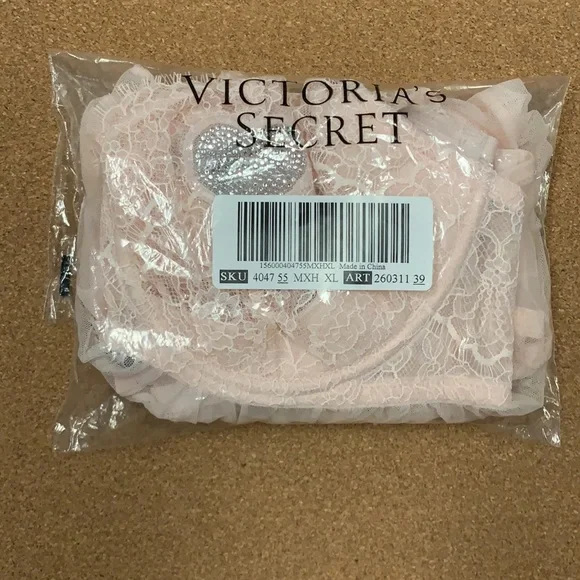 VICTORIA'S
SECRET
156000404755MXHXL Made in China
SKU 4047 55 MXH XL ART 260311 39